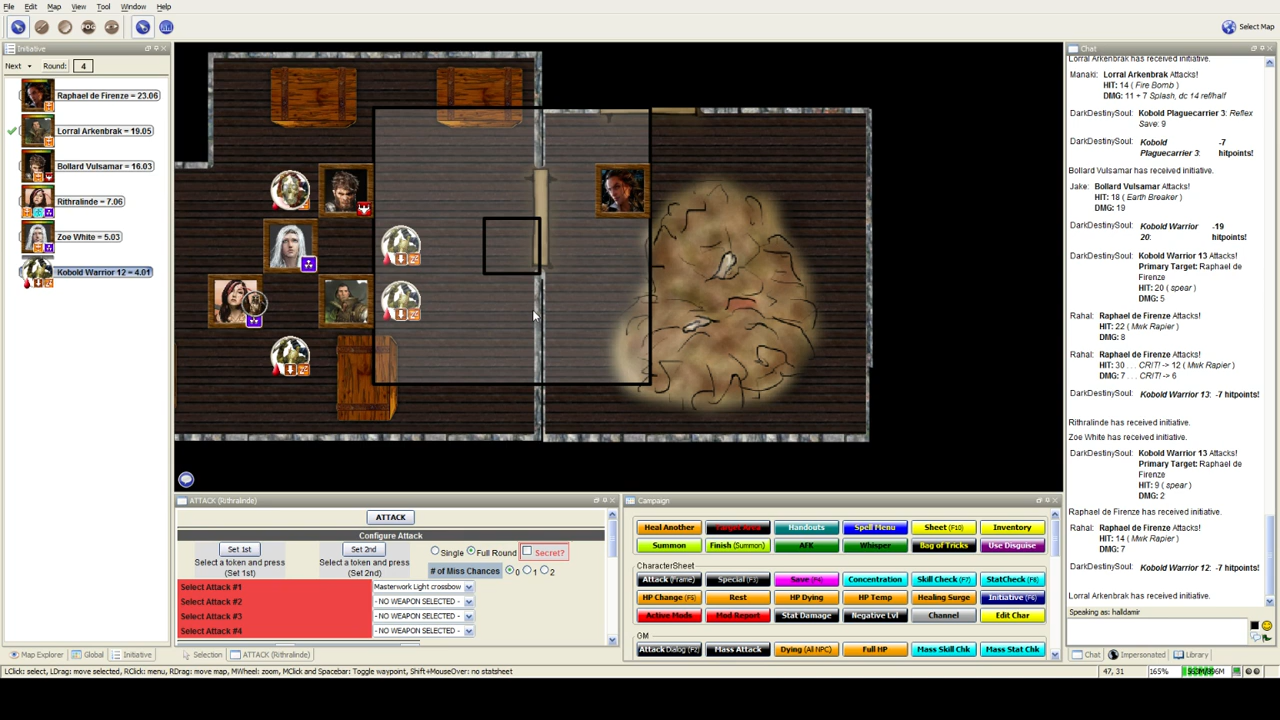 File Edit Map View Tool Window Help
FOG
Select Map
Initiative
Next Round: 4
Raphael de Firenze = 23.06
Lorral Arkenbrak = 19.05
Bollard Vulsamar = 16.03
Rithralinde = 7.06
Zoe White = 5.03
Kobold Warrior 12 = 4.01
Chat
Lorral Arkenbrak has received initiative.
Manaki: Lorral Arkenbrak Attacks!
HIT: 14 ( Fire Bomb )
DMG: 11 + 7 Splash, dc 14 ref/half
DarkDestinySoul: Kobold Plaguecarrier 3: Reflex
Save: 9
DarkDestinySoul: Kobold
Plaguecarrier 3: -7
hitpoints!
Bollard Vulsamar has received initiative.
Jake: Bollard Vulsamar Attacks!
HIT: 18 ( Earth Breaker )
DMG: 19
DarkDestinySoul: Kobold Warrior
20: -19
hitpoints!
DarkDestinySoul: Kobold Warrior 13 Attacks!
Primary Target: Raphael de
Firenze
HIT: 20 ( spear )
DMG: 5
Rahal: Raphael de Firenze Attacks!
HIT: 22 ( Mwk Rapier )
DMG: 8
Rahal: Raphael de Firenze Attacks!
HIT: 30 ... CRIT! -> 12 ( Mwk Rapier )
DMG: 7 . . . CRIT! -> 6
DarkDestinySoul: Kobold Warrior 13: -7 hitpoints!
Rithralinde has received initiative.
Zoe White has received initiative.
DarkDestinySoul: Kobold Warrior 13 Attacks!
Primary Target: Raphael de
Firenze
HIT: 9 ( spear )
DMG: 2
Raphael de Firenze has received initiative.
Rahal: Raphael de Firenze Attacks!
HIT: 14 ( Mwk Rapier )
DMG: 7
DarkDestinySoul: Kobold Warrior 12: -7 hitpoints!
Lorral Arkenbrak has received initiative.
Speaking as: halldamir
Chat Impersonated Library
ATTACK (Rithralinde)
ATTACK
Configure Attack
Set 1st Set 2nd Single Full Round Secret?
Select a token and press
(Set 1st)
Select a token and press
(Set 2nd)
# of Miss Chances 0 1 2
Select Attack #1 Masterwork Light crossbow
Select Attack #2 - NO WEAPON SELECTED -
Select Attack #3 - NO WEAPON SELECTED -
Select Attack #4 - NO WEAPON SELECTED -
Campaign
Heal Another Target Area Handouts Spell Menu Sheet (F10) Inventory
Summon Finish (Summon) AFK Whisper Bag of Tricks Use Disguise
CharacterSheet
Attack (Frame) Special (F3) Save (F4) Concentration Skill Check (F7) StatCheck (F8)
HP Change (F5) Rest HP Dying HP Temp Healing Surge Initiative (F6)
Active Mods Mod Report Stat Damage Negative Lvl Channel Edit Char
GM
Attack Dialog (F2) Mass Attack Dying (Al NPC) Full HP Mass Skill Chk Mass Stat Chk
Map Explorer Global Initiative Selection ATTACK (Rithralinde)
LClick: select, LDrag: move selected, RClick: menu, RDrag: move map, MWheel: zoom, MClick and Spacebar: Toggle waypoint, Shift+MouseOver: no statsheet
47, 31 165%